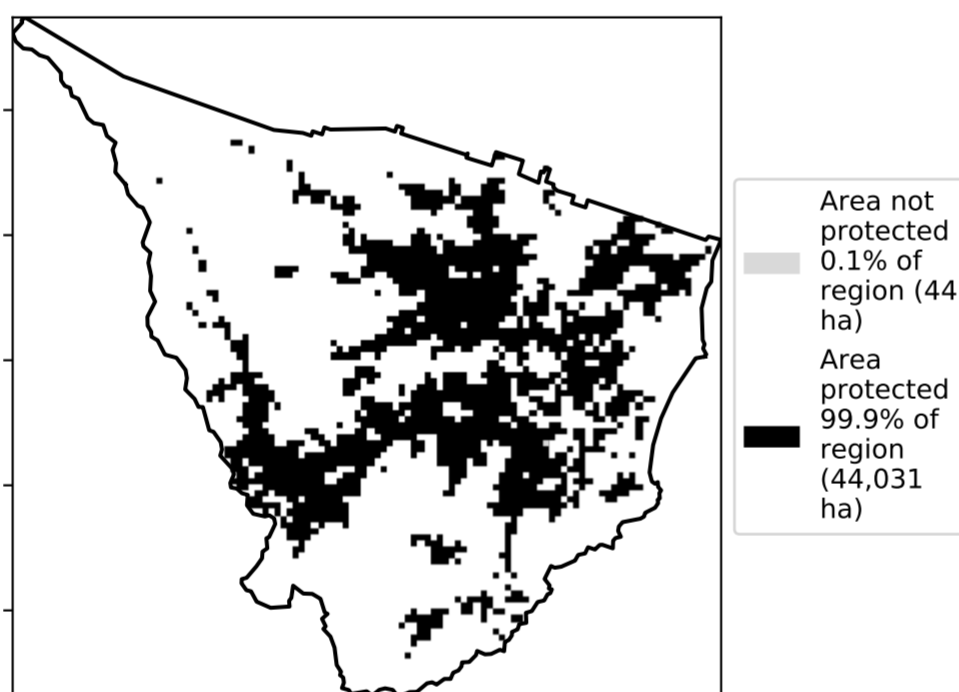 Area not
protected
0.1% of
region (44
ha)
Area
protected
99.9% of
region
(44,031
ha)